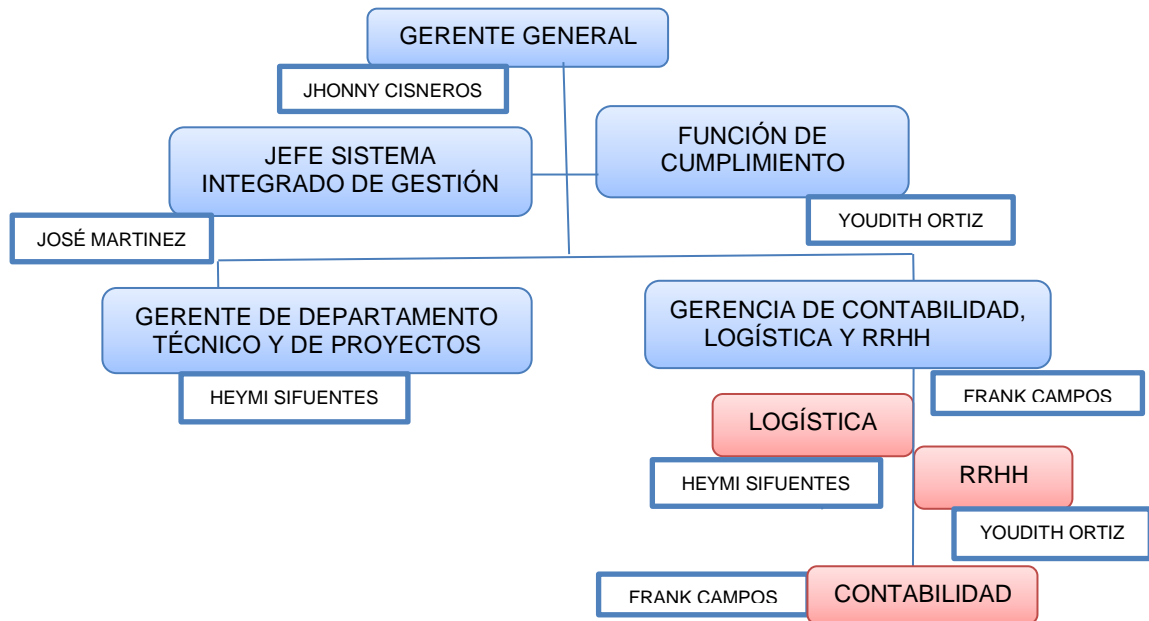 GERENTE GENERAL
JHONNY CISNEROS
JEFE SISTEMA
INTEGRADO DE GESTIÓN
JOSÉ MARTINEZ
FUNCIÓN DE
CUMPLIMIENTO
YOUDITH ORTIZ
GERENTE DE DEPARTAMENTO
TÉCNICO Y DE PROYECTOS
HEYMI SIFUENTES
GERENCIA DE CONTABILIDAD,
LOGÍSTICA Y RRHH
FRANK CAMPOS
LOGÍSTICA
HEYMI SIFUENTES
RRHH
YOUDITH ORTIZ
FRANK CAMPOS
CONTABILIDAD